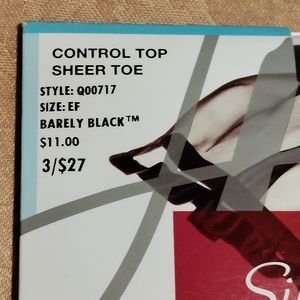 CONTROL TOP
SHEER TOE
STYLE: Q00717
SIZE: EF
BARELY BLACK™
$11.00
3/$27